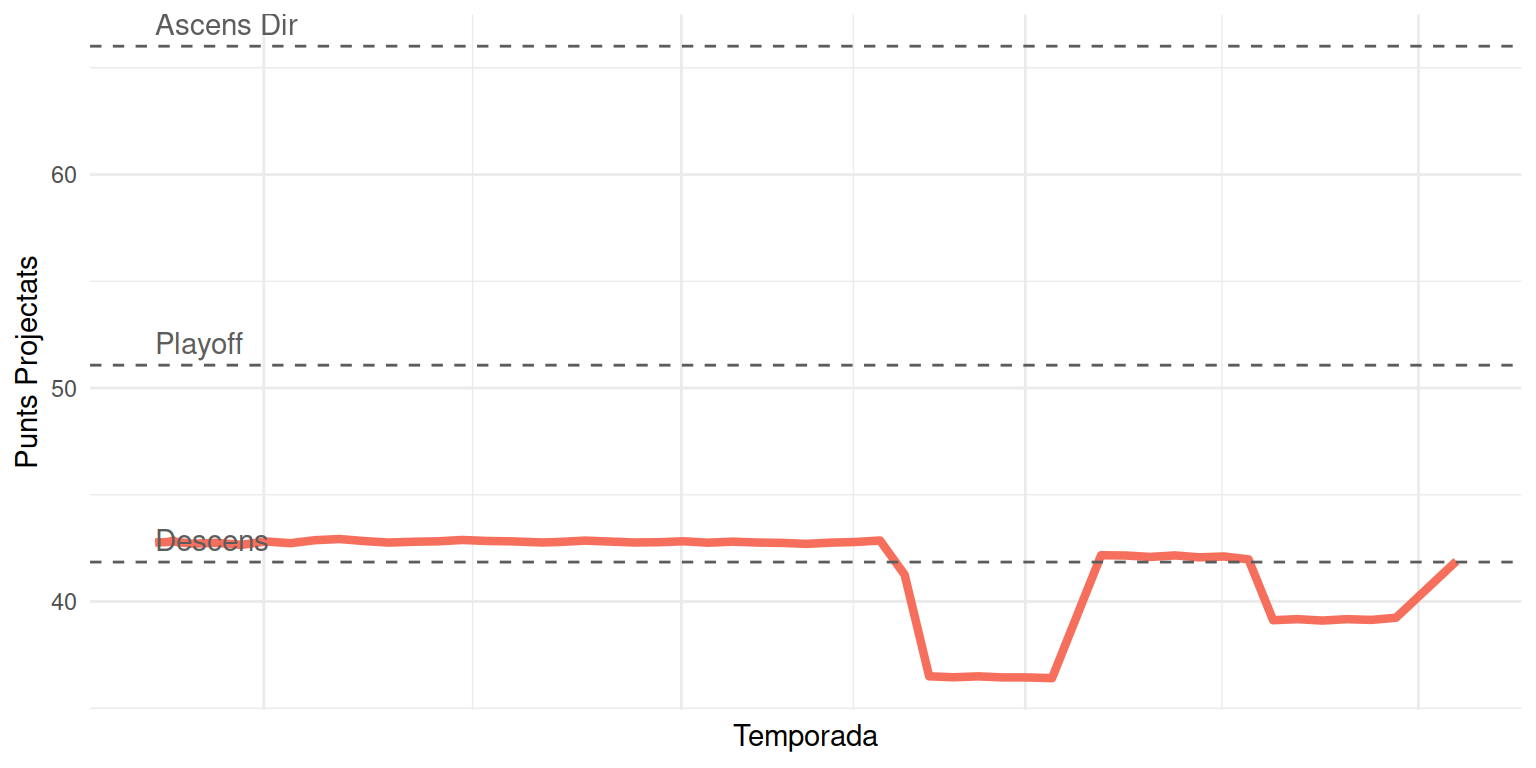 Ascens Dir
60
Playoff
50
Descens
40
Punts Projectats
Temporada